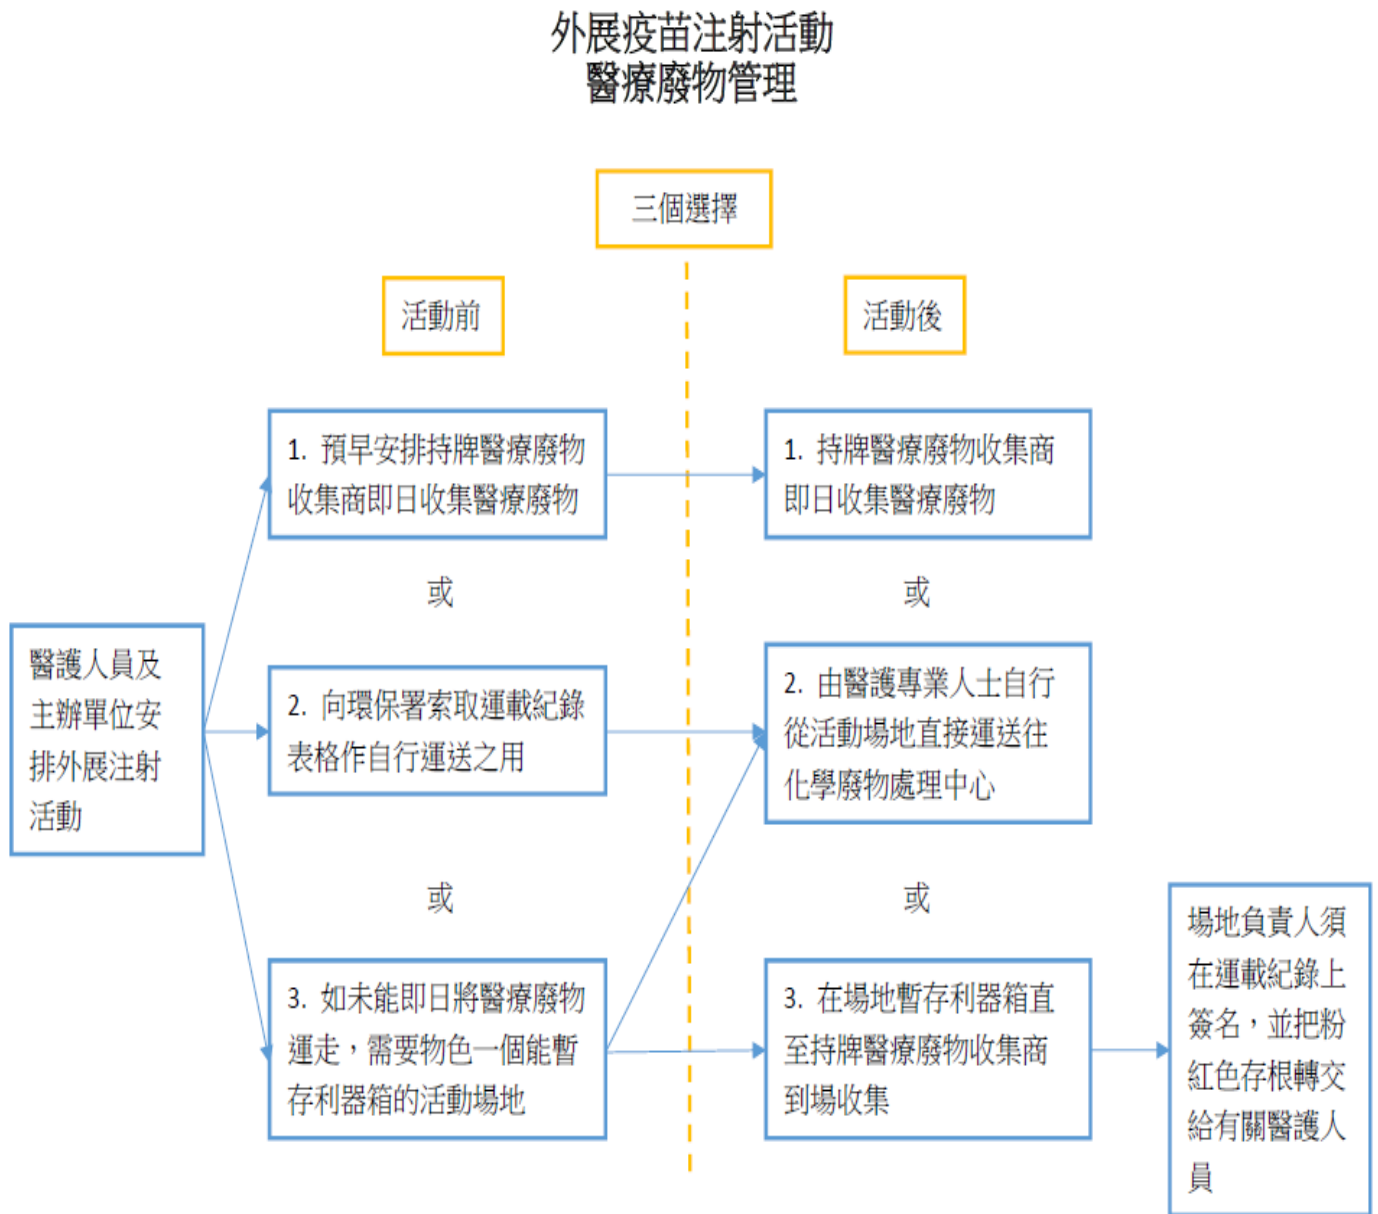 外展疫苗注射活動
醫療廢物管理
三個選擇
活動前
活動後
醫護人員及
主辦單位安
排外展注射
活動
1. 預早安排持牌醫療廢物
收集商即日收集醫療廢物
或
2. 向環保署索取運載紀錄
表格作自行運送之用
或
3. 如未能即日將醫療廢物
運走，需要物色一個能暫
存利器箱的活動場地
1. 持牌醫療廢物收集商
即日收集醫療廢物
或
2. 由醫護專業人士自行
從活動場地直接運送往
化學廢物處理中心
或
3. 在場地暫存利器箱直
至持牌醫療廢物收集商
到場收集
場地負責人須
在運載紀錄上
簽名，並把粉
紅色存根轉交
給有關醫護人
員